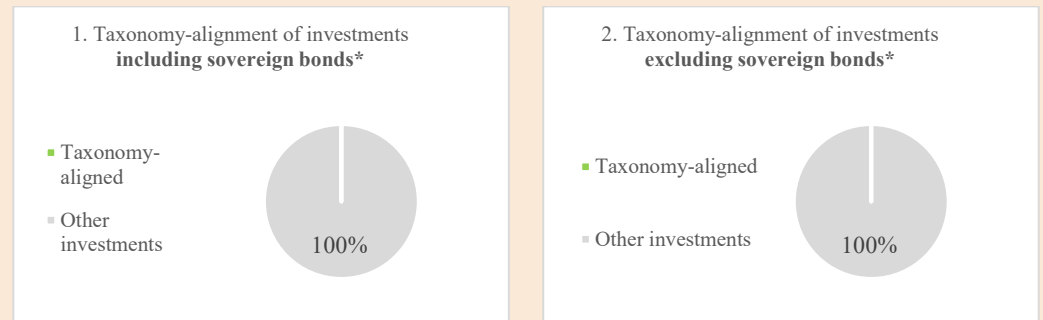 1. Taxonomy-alignment of investments
including sovereign bonds*
Taxonomy-
aligned
Other
investments
100%
2. Taxonomy-alignment of investments
excluding sovereign bonds*
Taxonomy-aligned
Other investments
100%